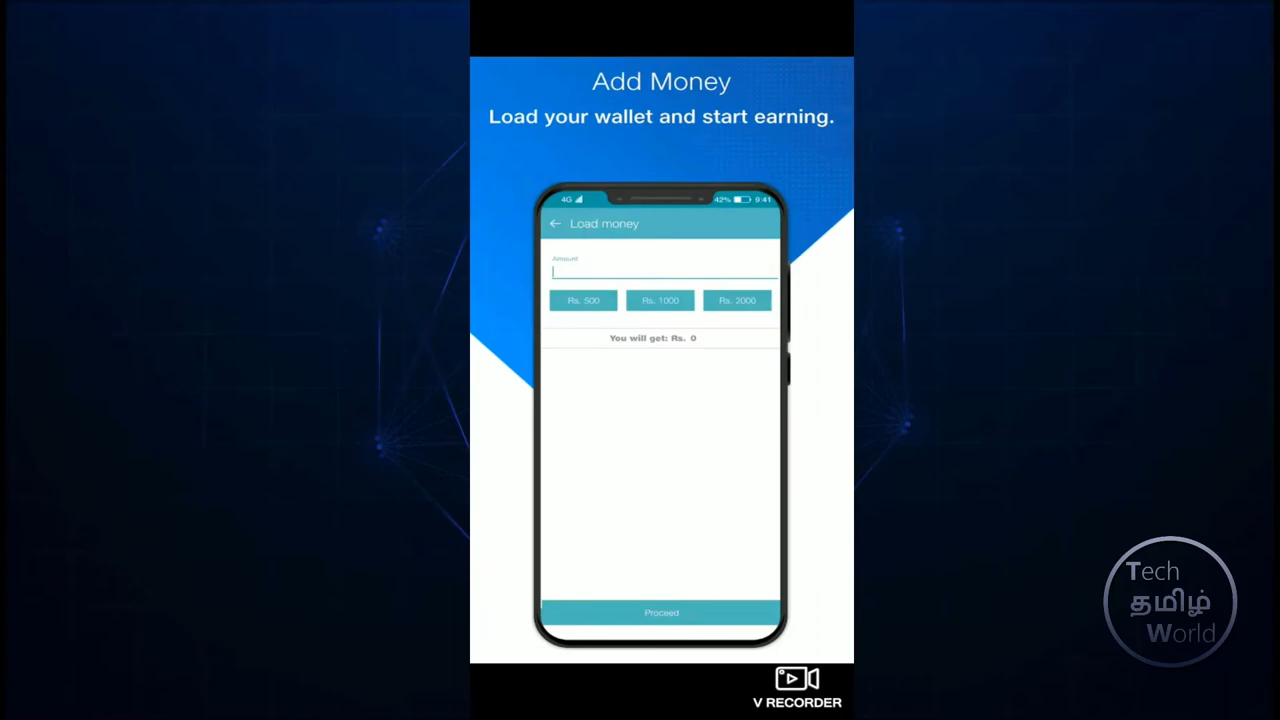 Add Money
Load your wallet and start earning.
4G 42% 9:41
← Load money
Amount
Rs. 500 Rs. 1000 Rs. 2000
You will get: Rs. 0
Proceed
Tech
தமிழ்
World
V RECORDER